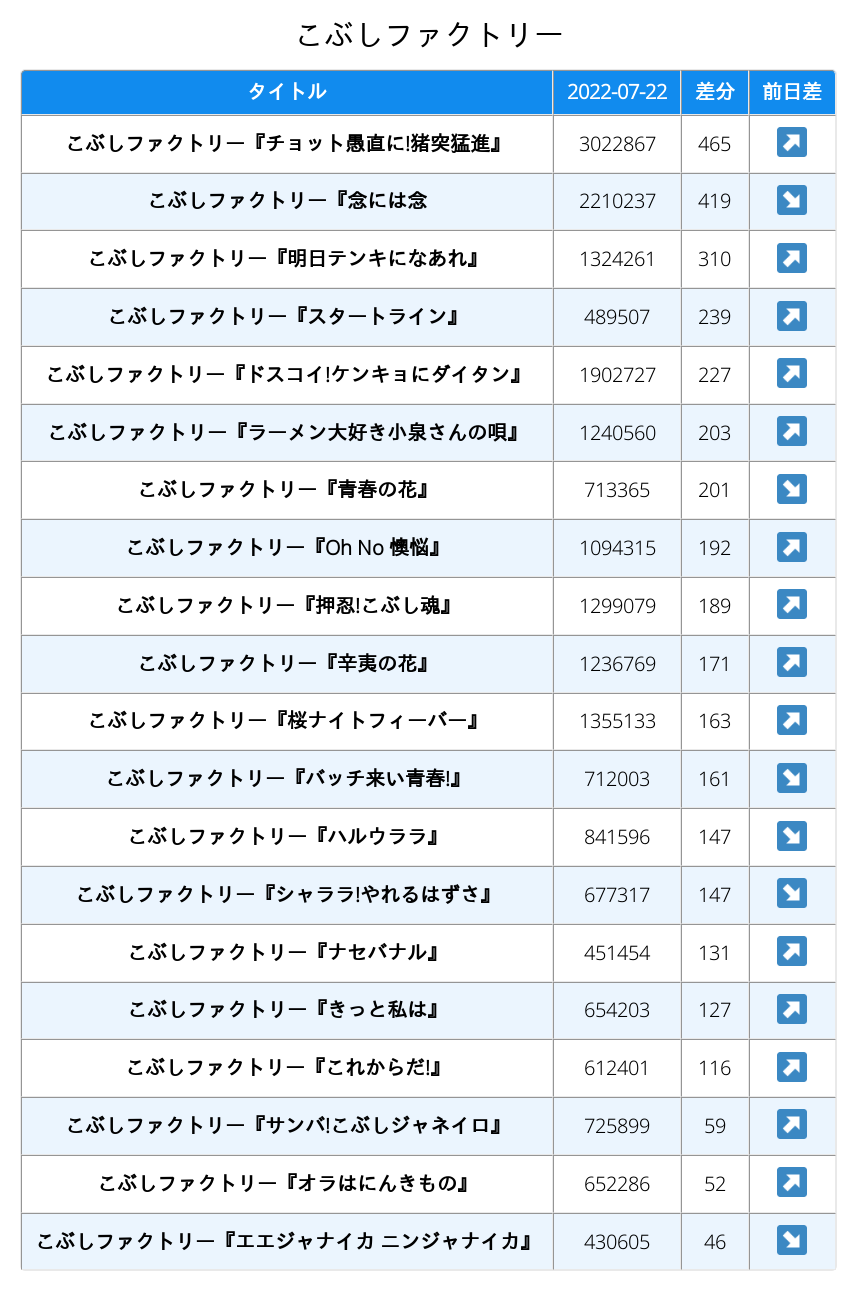 こぶしファクトリー
タイトル 2022-07-22 差分 前日差
こぶしファクトリー『チョット愚直に!猪突猛進』 3022867 465 ↗
こぶしファクトリー『念には念 2210237 419 ↘
こぶしファクトリー『明日テンキになあれ』 1324261 310 ↗
こぶしファクトリー『スタートライン』 489507 239 ↗
こぶしファクトリー『ドスコイ!ケンキョにダイタン』 1902727 227 ↗
こぶしファクトリー『ラーメン大好き小泉さんの唄』 1240560 203 ↗
こぶしファクトリー『青春の花』 713365 201 ↘
こぶしファクトリー『Oh No 懊悩』 1094315 192 ↗
こぶしファクトリー『押忍!こぶし魂』 1299079 189 ↗
こぶしファクトリー『辛夷の花』 1236769 171 ↗
こぶしファクトリー『桜ナイトフィーバー』 1355133 163 ↗
こぶしファクトリー『バッチ来い青春!』 712003 161 ↘
こぶしファクトリー『ハルウララ』 841596 147 ↘
こぶしファクトリー『シャララ!やれるはずさ』 677317 147 ↘
こぶしファクトリー『ナセバナル』 451454 131 ↗
こぶしファクトリー『きっと私は』 654203 127 ↗
こぶしファクトリー『これからだ!』 612401 116 ↗
こぶしファクトリー『サンバ!こぶしジャネイロ』 725899 59 ↗
こぶしファクトリー『オラはにんきもの』 652286 52 ↗
こぶしファクトリー『エエジャナイカ ニンジャナイカ』 430605 46 ↘